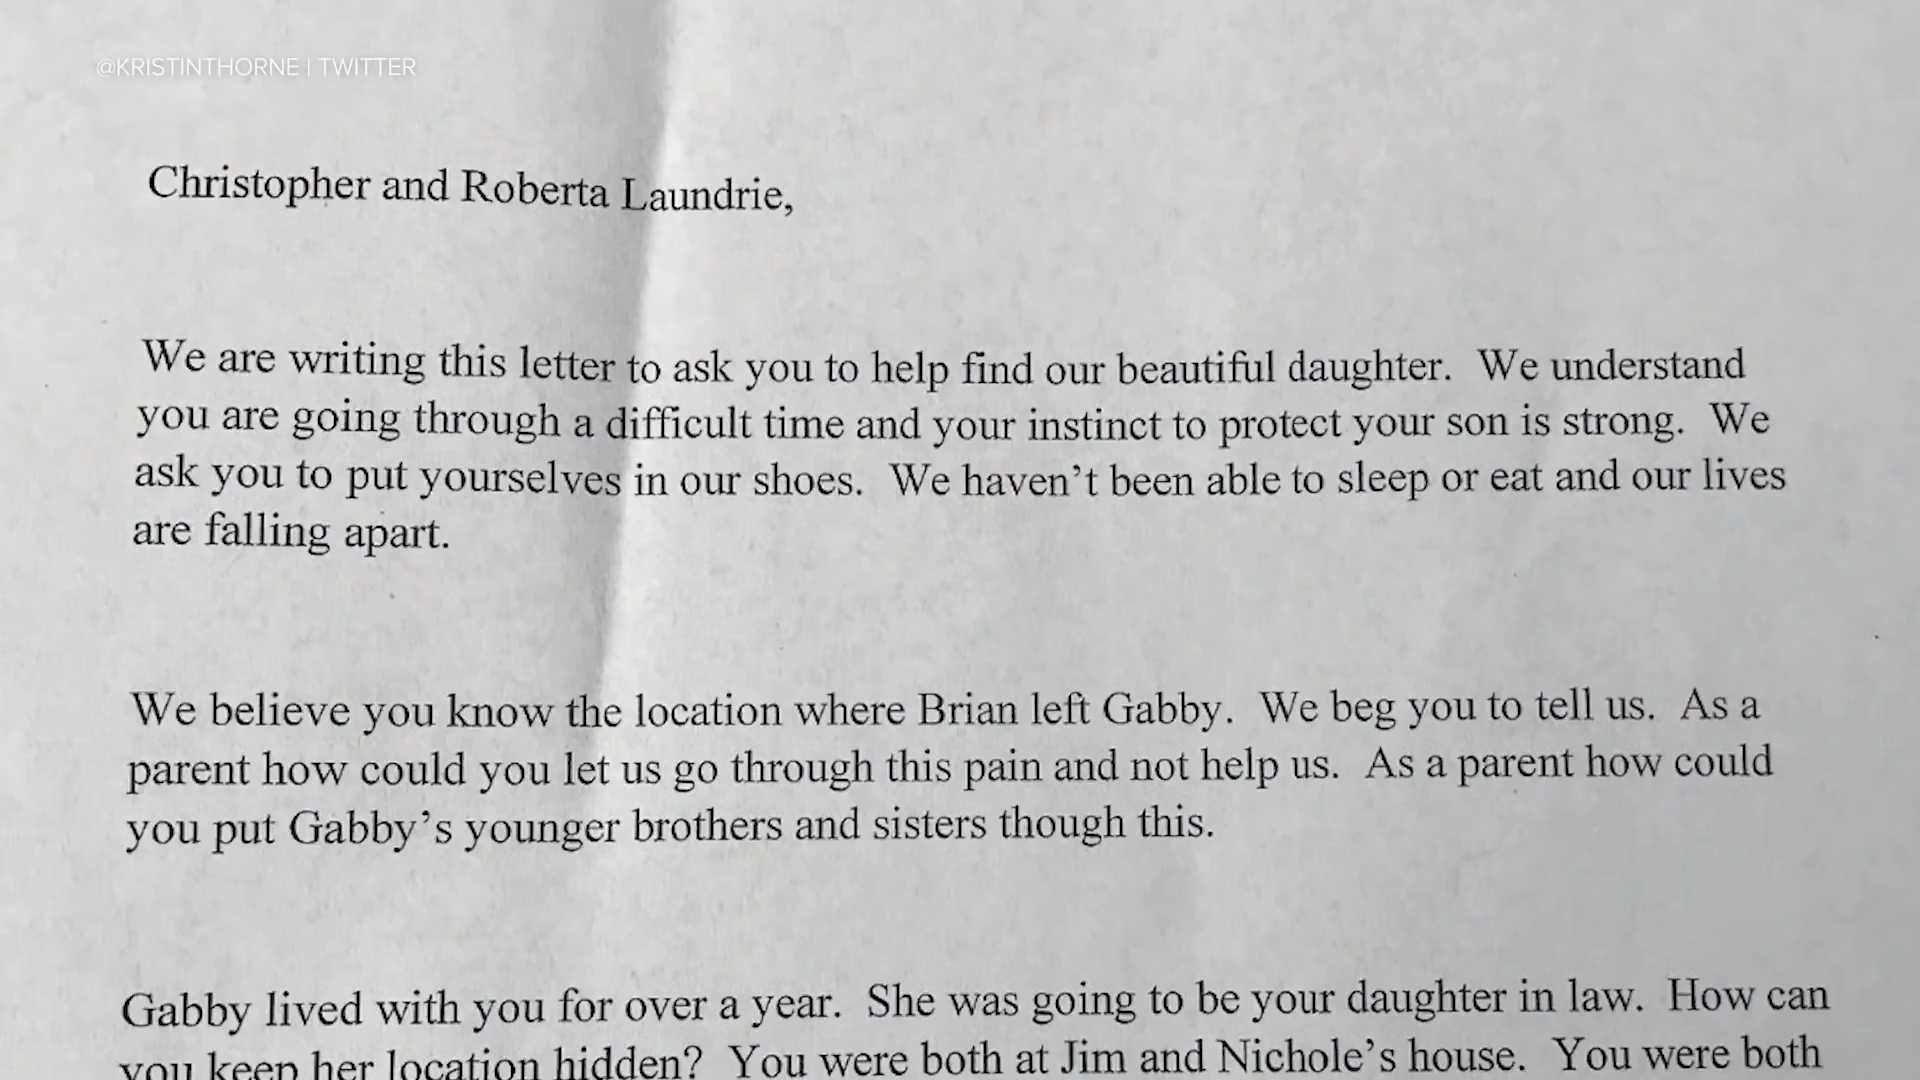 @KRISTINTHORNE | TWITTER
Christopher and Roberta Laundrie,
We are writing this letter to ask you to help find our beautiful daughter. We understand
you are going through a difficult time and your instinct to protect your son is strong. We
ask you to put yourselves in our shoes. We haven't been able to sleep or eat and our lives
are falling apart.
We believe you know the location where Brian left Gabby. We beg you to tell us. As a
parent how could you let us go through this pain and not help us. As a parent how could
you put Gabby's younger brothers and sisters though this.
Gabby lived with you for over a year. She was going to be your daughter in law. How can
you keep her location hidden? You were both at Jim and Nichole's house. You were both